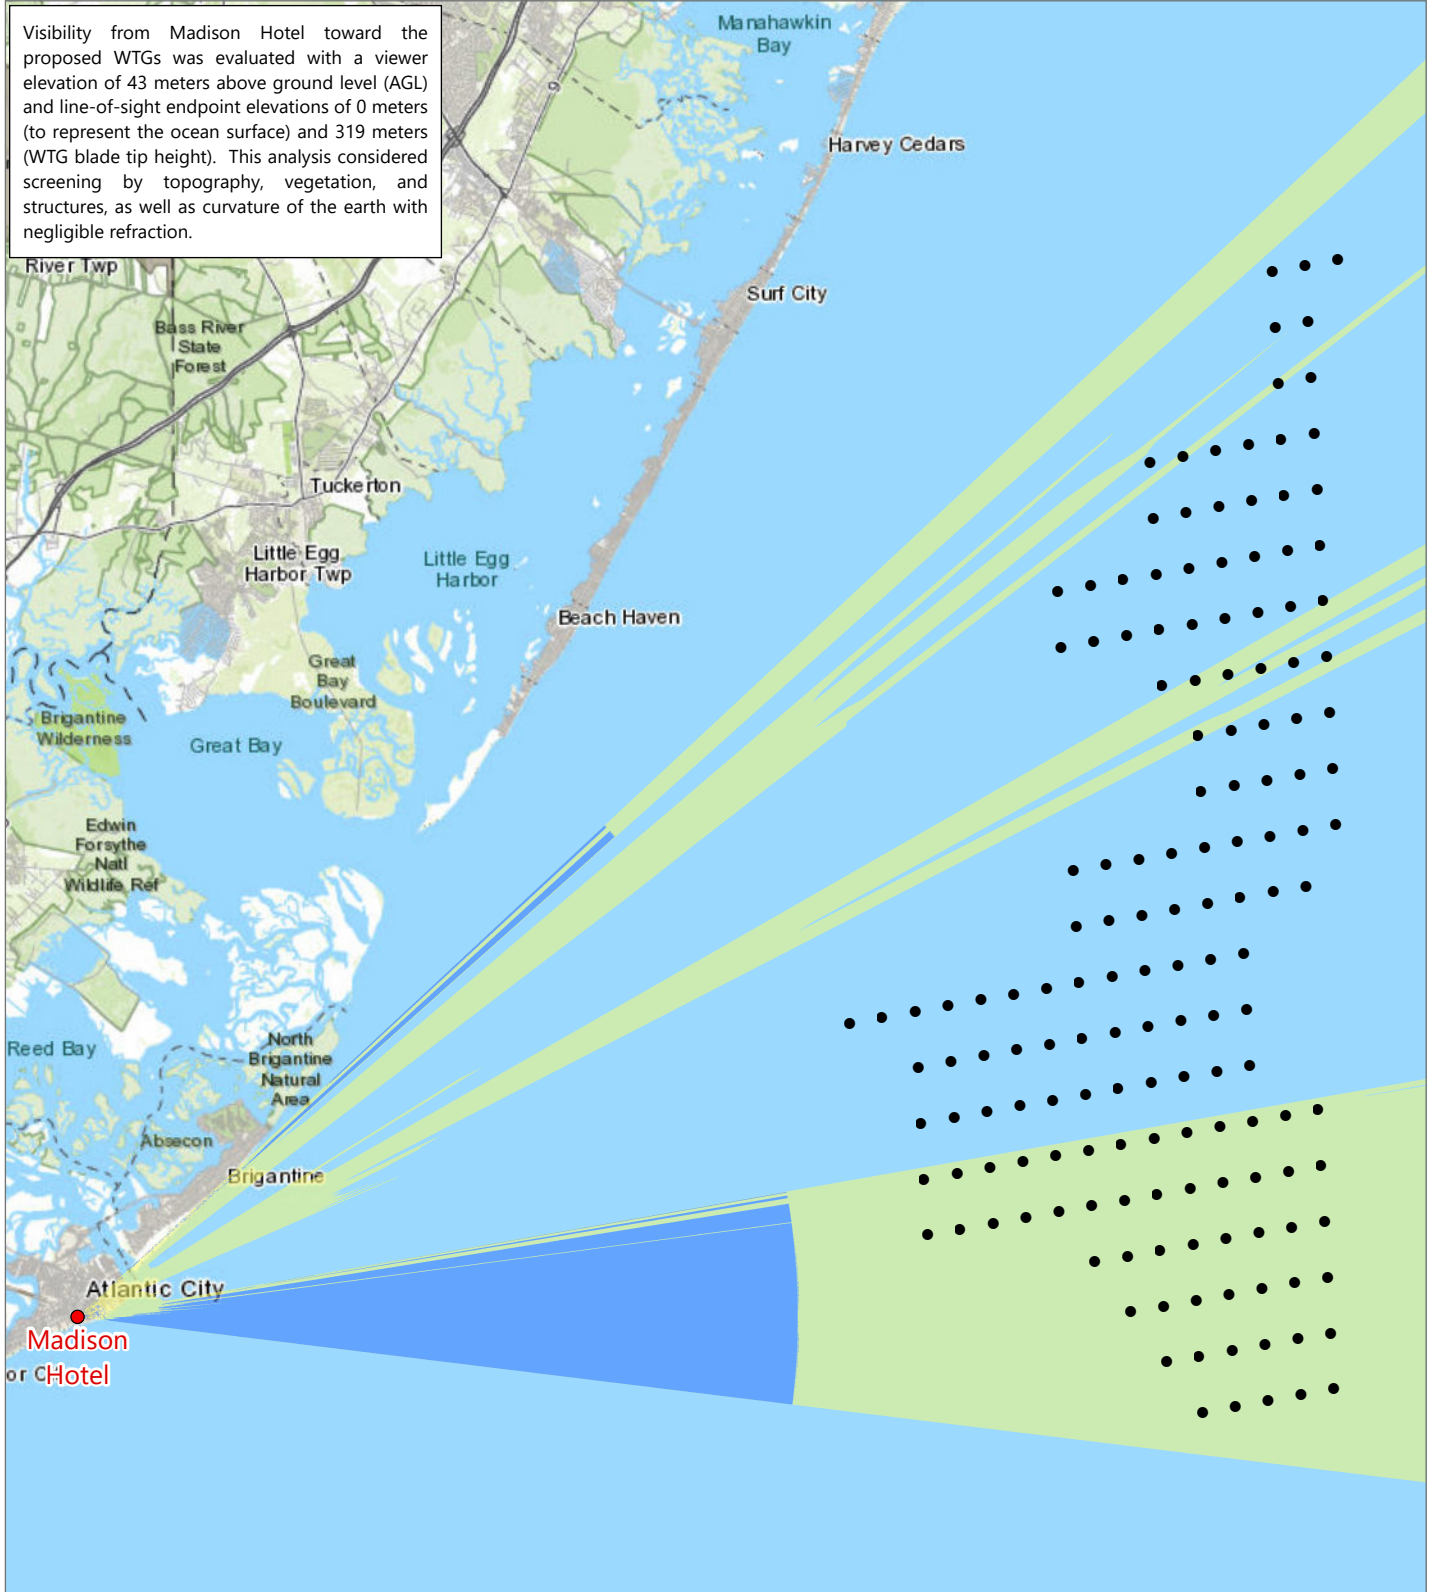 Visibility from Madison Hotel toward the
proposed WTGs was evaluated with a viewer
elevation of 43 meters above ground level (AGL)
and line-of-sight endpoint elevations of 0 meters
(to represent the ocean surface) and 319 meters
(WTG blade tip height). This analysis considered
screening by topography, vegetation, and
structures, as well as curvature of the earth with
negligible refraction.
Manahawkin
Bay
9
Harvey Cedars
River Twp
Surf City
Bass River
State
Forest
Tuckerton
Little Egg
Harbor Twp
Little Egg
Harbor
Beach Haven
Great
Bay
Boulevard
Brigantine
Wilderness
Great Bay
Edwin
Forsythe
Natl
Wildlife Ref
Reed Bay
North
Brigantine
Natural
Area
Absecon
Brigantine
Atlantic City
Madison
Hotel
or C